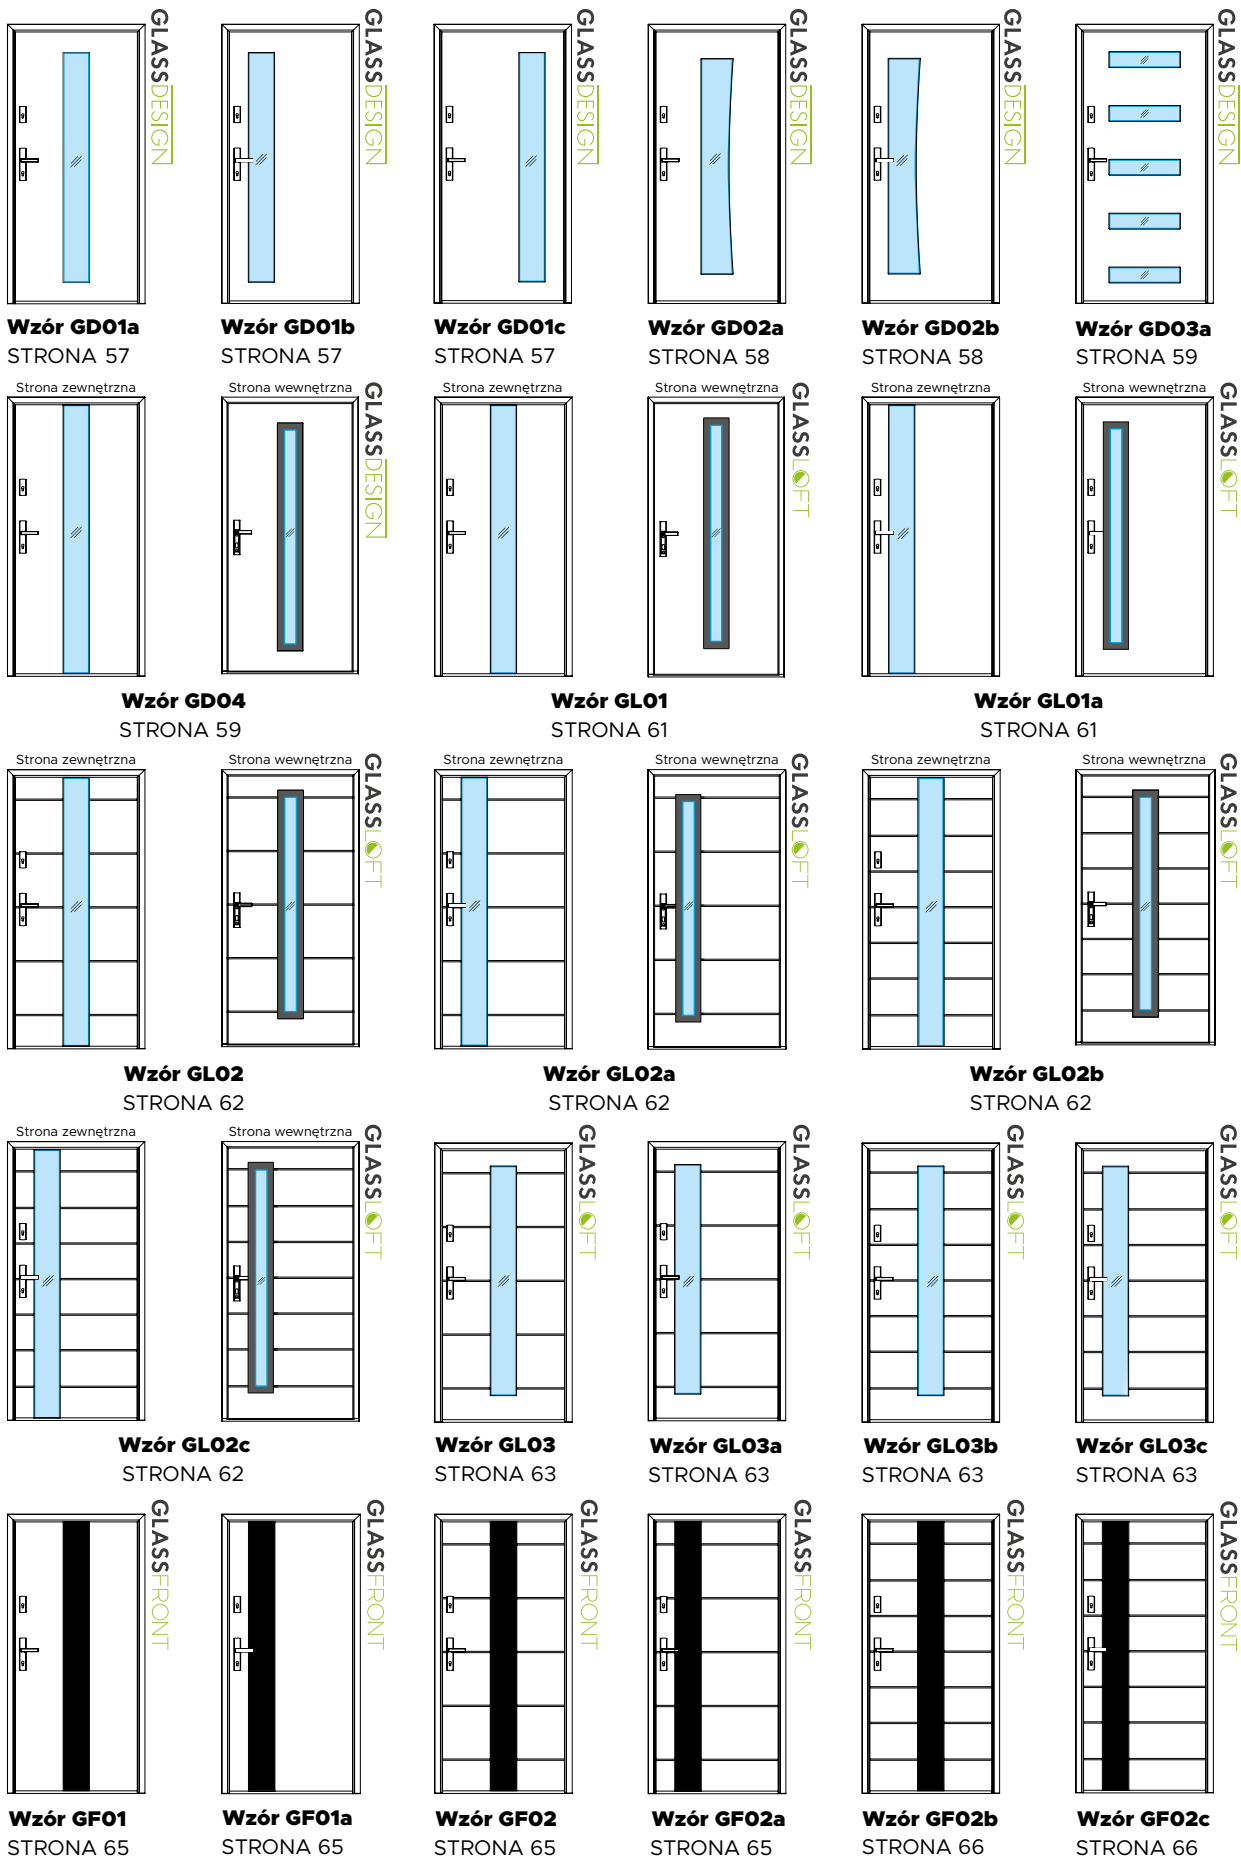 GLASSDESIGN
GLASSDESIGN
GLASSDESIGN
GLASSDESIGN
GLASSDESIGN
GLASSDESIGN
Wzór GD01a
STRONA 57
Wzór GD01b
STRONA 57
Wzór GD01c
STRONA 57
Wzór GD02a
STRONA 58
Wzór GD02b
STRONA 58
Wzór GD03a
STRONA 59
Strona zewnętrzna
Strona wewnętrzna
GLASSDESIGN
Wzór GD04
STRONA 59
Strona zewnętrzna
Strona wewnętrzna
GLASSLOFT
Wzór GL01
STRONA 61
Strona zewnętrzna
Strona wewnętrzna
GLASSLOFT
Wzór GL01a
STRONA 61
Strona zewnętrzna
Strona wewnętrzna
GLASSLOFT
Wzór GL02
STRONA 62
Strona zewnętrzna
Strona wewnętrzna
GLASSLOFT
Wzór GL02a
STRONA 62
Strona zewnętrzna
Strona wewnętrzna
GLASSLOFT
Wzór GL02b
STRONA 62
Strona zewnętrzna
Strona wewnętrzna
GLASSLOFT
Wzór GL02c
STRONA 62
GLASSLOFT
Wzór GL03
STRONA 63
GLASSLOFT
Wzór GL03a
STRONA 63
GLASSLOFT
Wzór GL03b
STRONA 63
GLASSLOFT
Wzór GL03c
STRONA 63
GLASSFRONT
Wzór GF01
STRONA 65
GLASSFRONT
Wzór GF01a
STRONA 65
GLASSFRONT
Wzór GF02
STRONA 65
GLASSFRONT
Wzór GF02a
STRONA 65
GLASSFRONT
Wzór GF02b
STRONA 66
GLASSFRONT
Wzór GF02c
STRONA 66